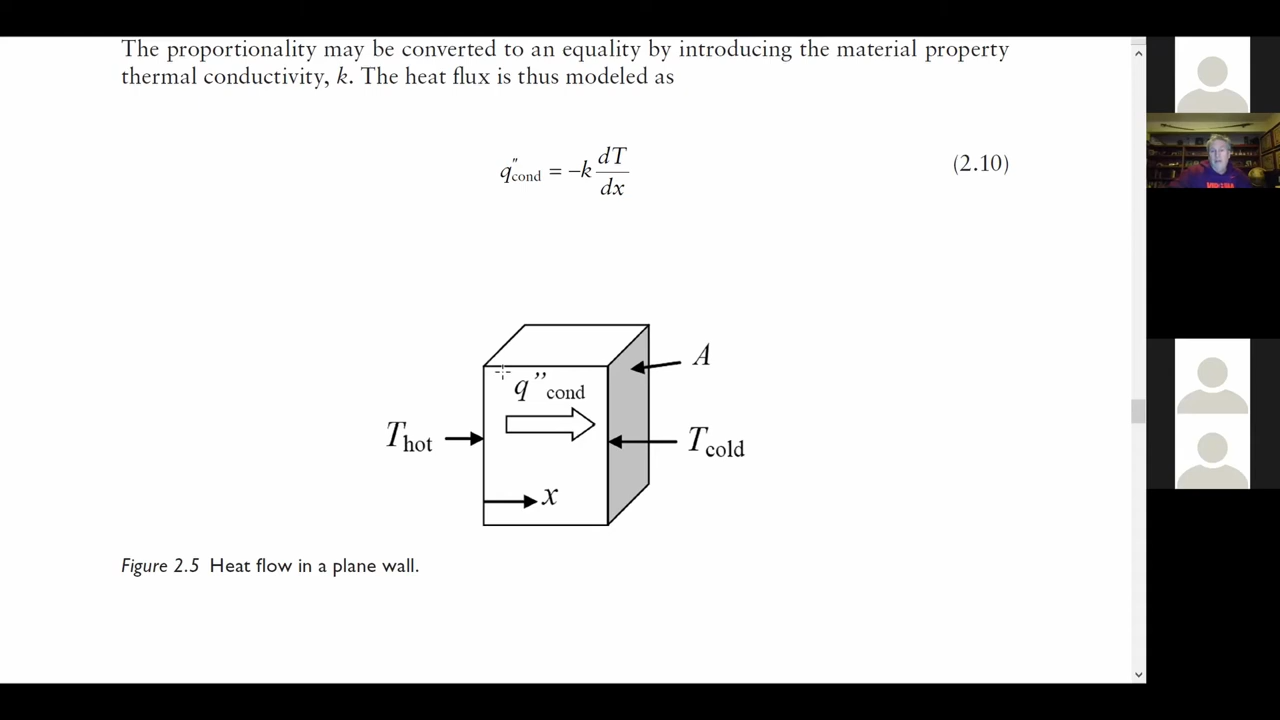 The proportionality may be converted to an equality by introducing the material property
thermal conductivity, k. The heat flux is thus modeled as
q″cond = −k dT/dx (2.10)
A
q″cond
Thot
Tcold
x
Figure 2.5 Heat flow in a plane wall.
VIRGINIA